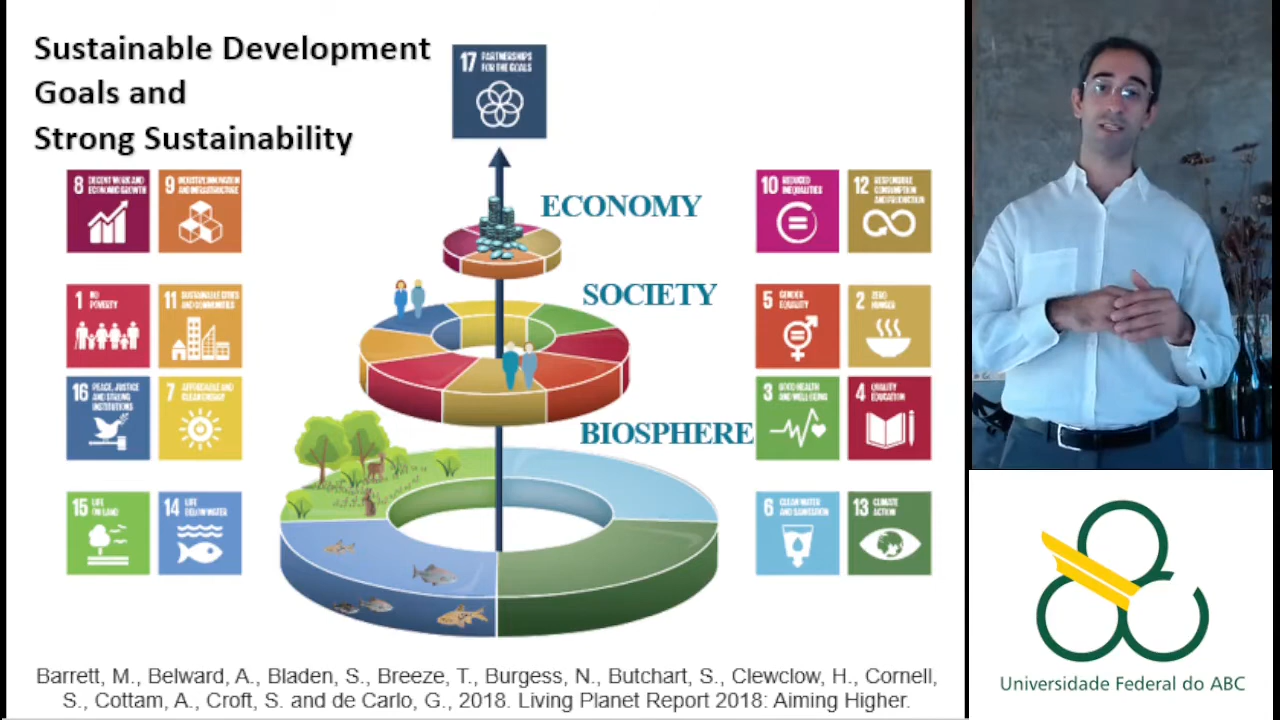 Sustainable Development
Goals and
Strong Sustainability
17 PARTNERSHIPS
FOR THE GOALS
8 DECENT WORK AND
ECONOMIC GROWTH
9 INDUSTRY, INNOVATION
AND INFRASTRUCTURE
ECONOMY
10 REDUCED
INEQUALITIES
12 RESPONSIBLE
CONSUMPTION
AND PRODUCTION
1 NO
POVERTY
11 SUSTAINABLE CITIES
AND COMMUNITIES
SOCIETY
5 GENDER
EQUALITY
2 ZERO
HUNGER
16 PEACE, JUSTICE
AND STRONG
INSTITUTIONS
7 AFFORDABLE AND
CLEAN ENERGY
BIOSPHERE
3 GOOD HEALTH
AND WELL-BEING
4 QUALITY
EDUCATION
15 LIFE
ON LAND
14 LIFE
BELOW WATER
6 CLEAN WATER
AND SANITATION
13 CLIMATE
ACTION
Barrett, M., Belward, A., Bladen, S., Breeze, T., Burgess, N., Butchart, S., Clewclow, H., Cornell,
S., Cottam, A., Croft, S. and de Carlo, G., 2018. Living Planet Report 2018: Aiming Higher.
Universidade Federal do ABC